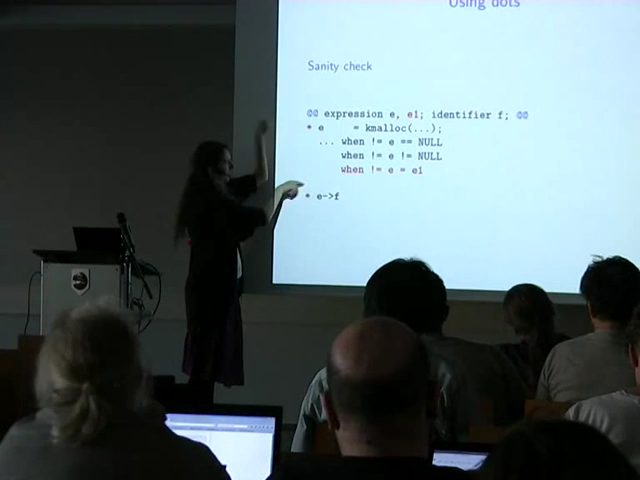 Using dots
Sanity check
@@ expression e, e1; identifier f; @@
* e     = kmalloc(...);
  ... when != e == NULL
      when != e != NULL
      when != e = e1
* e->f